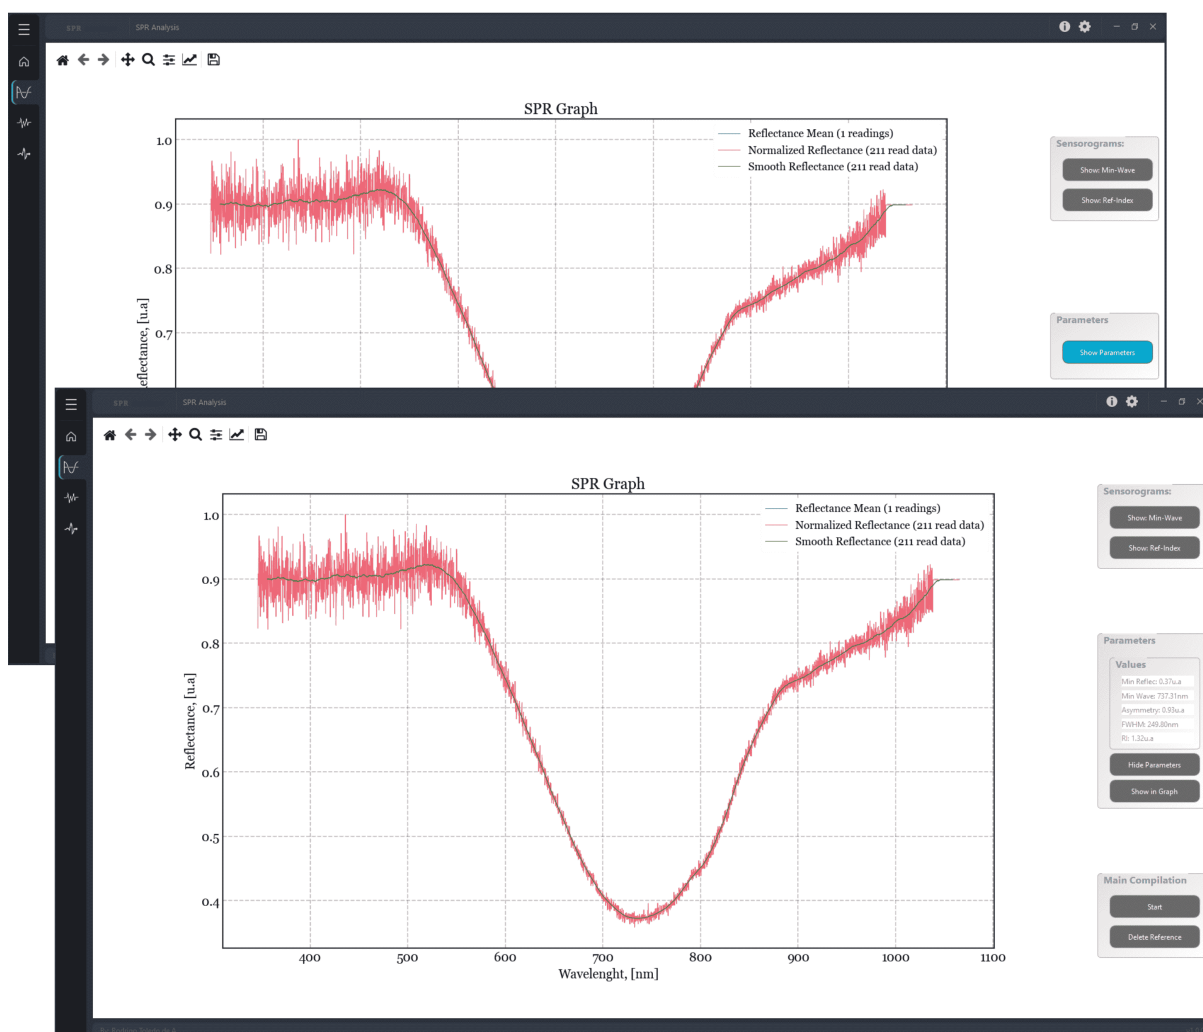 SPR
SPR Analysis
SPR Graph
Reflectance Mean (1 readings)
Normalized Reflectance (211 read data)
Smooth Reflectance (211 read data)
1.0
0.9
0.8
0.7
Reflectance, [u.a]
Sensorograms:
Show: Min-Wave
Show: Ref-Index
Parameters
Show Parameters
SPR
SPR Analysis
SPR Graph
Reflectance Mean (1 readings)
Normalized Reflectance (211 read data)
Smooth Reflectance (211 read data)
1.0
0.9
0.8
0.7
0.6
0.5
0.4
Reflectance, [u.a]
400 500 600 700 800 900 1000 1100
Wavelenght, [nm]
Sensorograms:
Show: Min-Wave
Show: Ref-Index
Parameters
Values
Min Reflec: 0.37u.a
Min Wave: 737.31nm
Asymmetry: 0.93u.a
FWHM: 249.80nm
RI: 1.32u.a
Hide Parameters
Show in Graph
Main Compilation
Start
Delete Reference